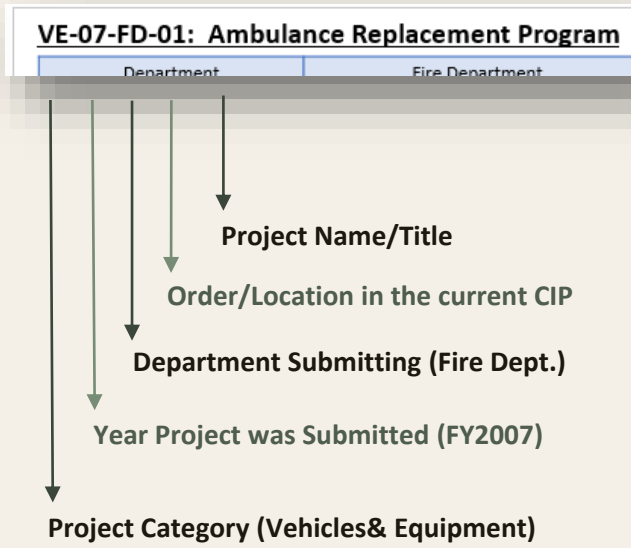 VE-07-FD-01: Ambulance Replacement Program
Department Fire Department
Project Name/Title
Order/Location in the current CIP
Department Submitting (Fire Dept.)
Year Project was Submitted (FY2007)
Project Category (Vehicles& Equipment)